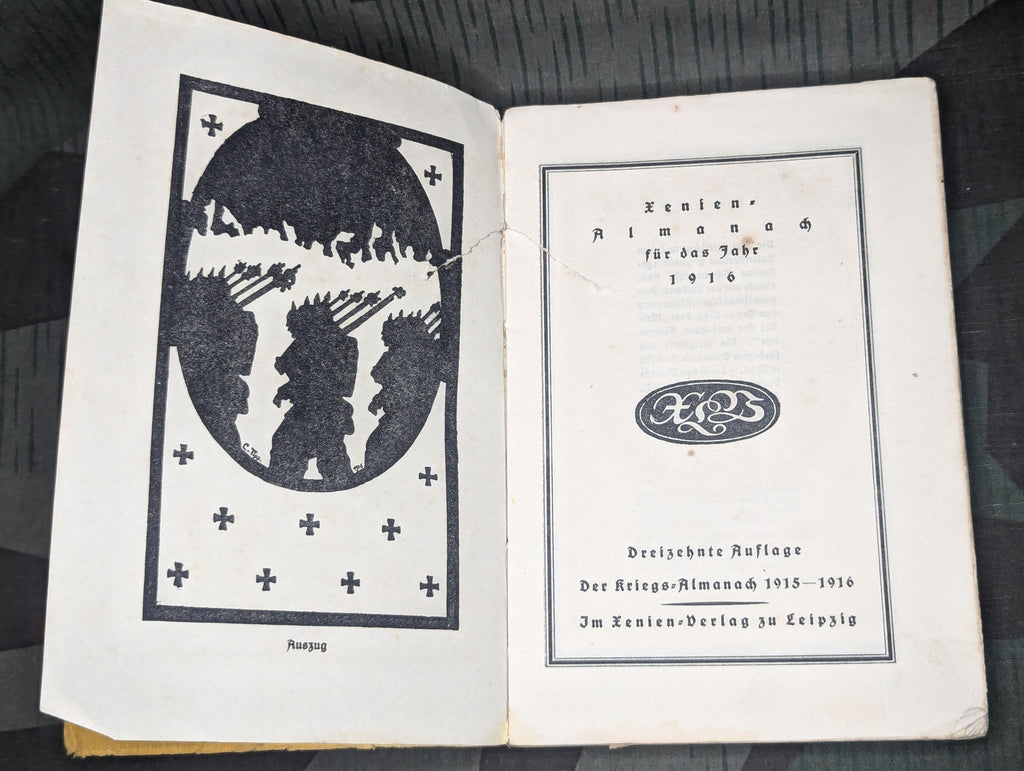 Auszug
Xenien-
Almanach
für das Jahr
1916
XLV
Dreizehnte Auflage
Der Kriegs-Almanach 1915—1916
Im Xenien-Verlag zu Leipzig